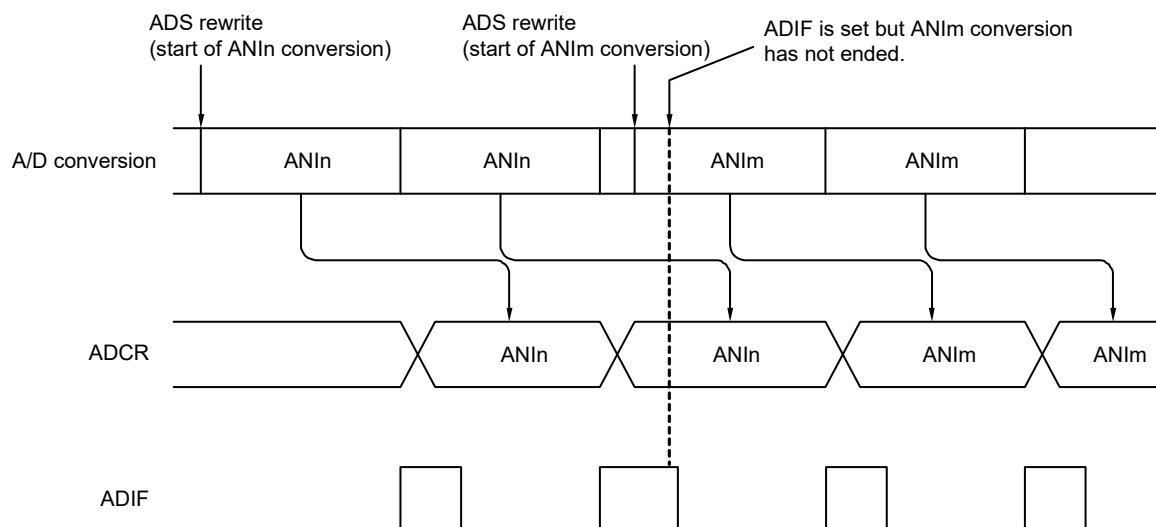 ADS rewrite
(start of ANIn conversion)
ADS rewrite
(start of ANIm conversion)
ADIF is set but ANIm conversion
has not ended.
A/D conversion
ANIn
ANIn
ANIm
ANIm
ADCR
ANIn
ANIn
ANIm
ANIm
ADIF